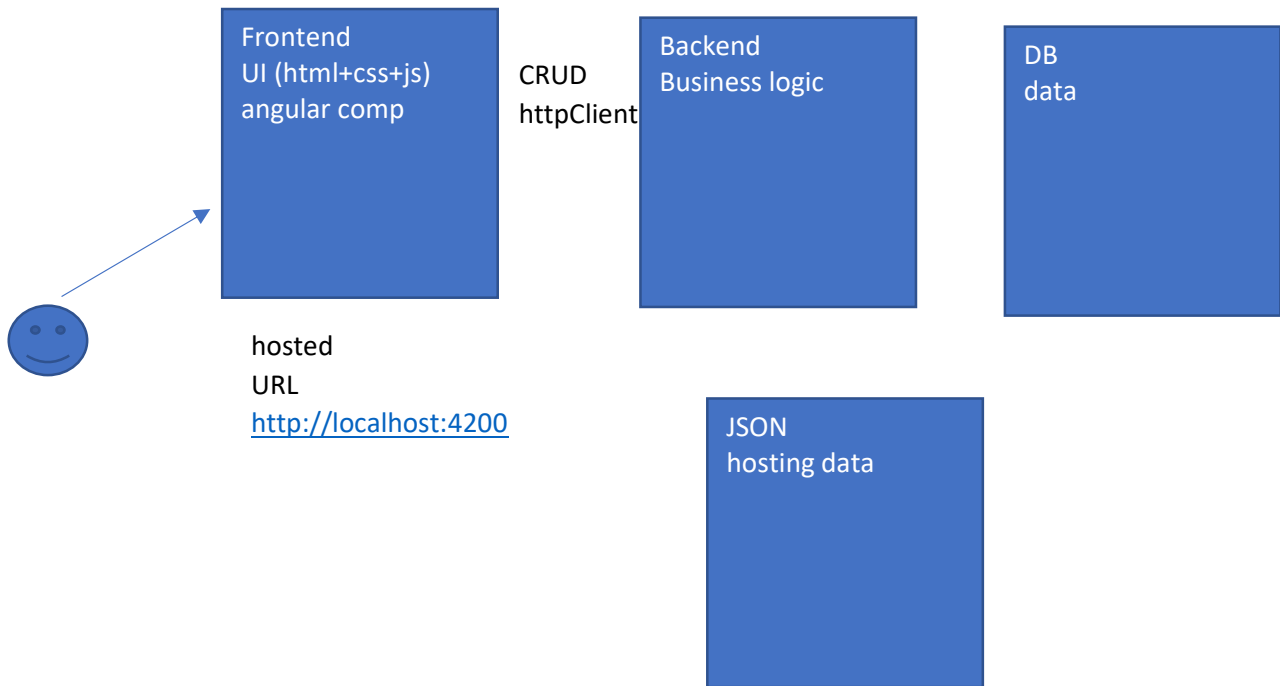 Frontend
UI (html+css+js)
angular comp
CRUD
httpClient
Backend
Business logic
DB
data
hosted
URL
http://localhost:4200
JSON
hosting data